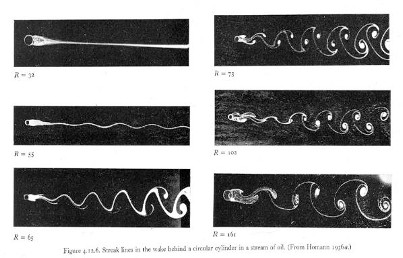 R = 32
R = 55
R = 65
R = 73
R = 102
R = 161
Figure 4.12.6. Streak lines in the wake behind a circular cylinder in a stream of oil. (From Homann 1936a.)